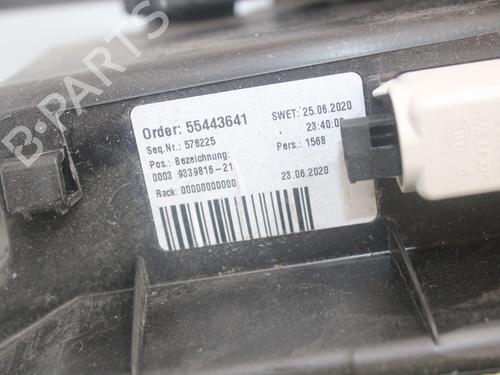 B-PARTS
Order: 55443641
SWET: 25.06.2020
Seq.Nr.: 576225
23:40:00
Pos.: Bezeichnung:
Pers.: 1568
0003 9339816-21
Rack: 00000000000
23.06.2020